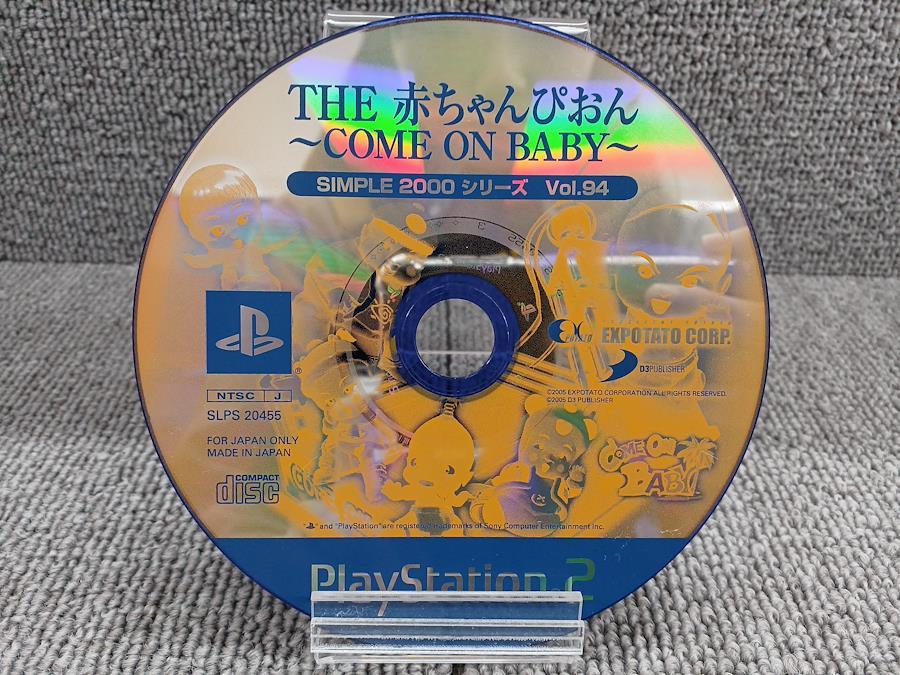 THE 赤ちゃんぴおん
～COME ON BABY～
SIMPLE 2000 シリーズ Vol.94
EXPOTATO CORP.
D3PUBLISHER
©2005 EXPOTATO CORPORATION ALL RIGHTS RESERVED.
©2005 D3 PUBLISHER
NTSC J
SLPS 20455
FOR JAPAN ONLY
MADE IN JAPAN
COMPACT
disc
COME ON
BABY
"PS" and "PlayStation" are registered trademarks of Sony Computer Entertainment Inc.
PlayStation 2